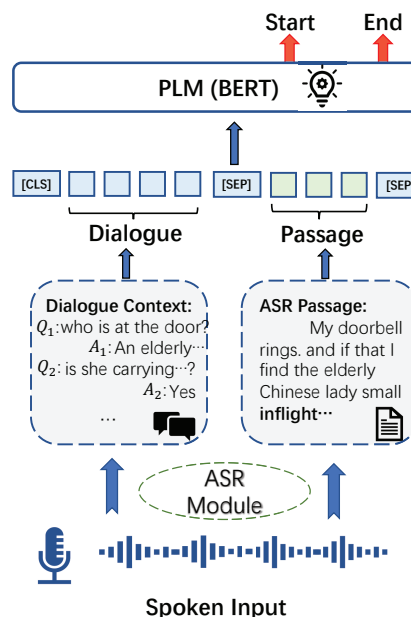 Start End
PLM (BERT)
[CLS] [SEP] [SEP
Dialogue Passage
Dialogue Context:
Q₁:who is at the door?
A₁: An elderly⋯
Q₂: is she carrying⋯?
A₂: Yes
...
ASR Passage:
My doorbell
rings. and if that I
find the elderly
Chinese lady small
inflight⋯
ASR
Module
Spoken Input